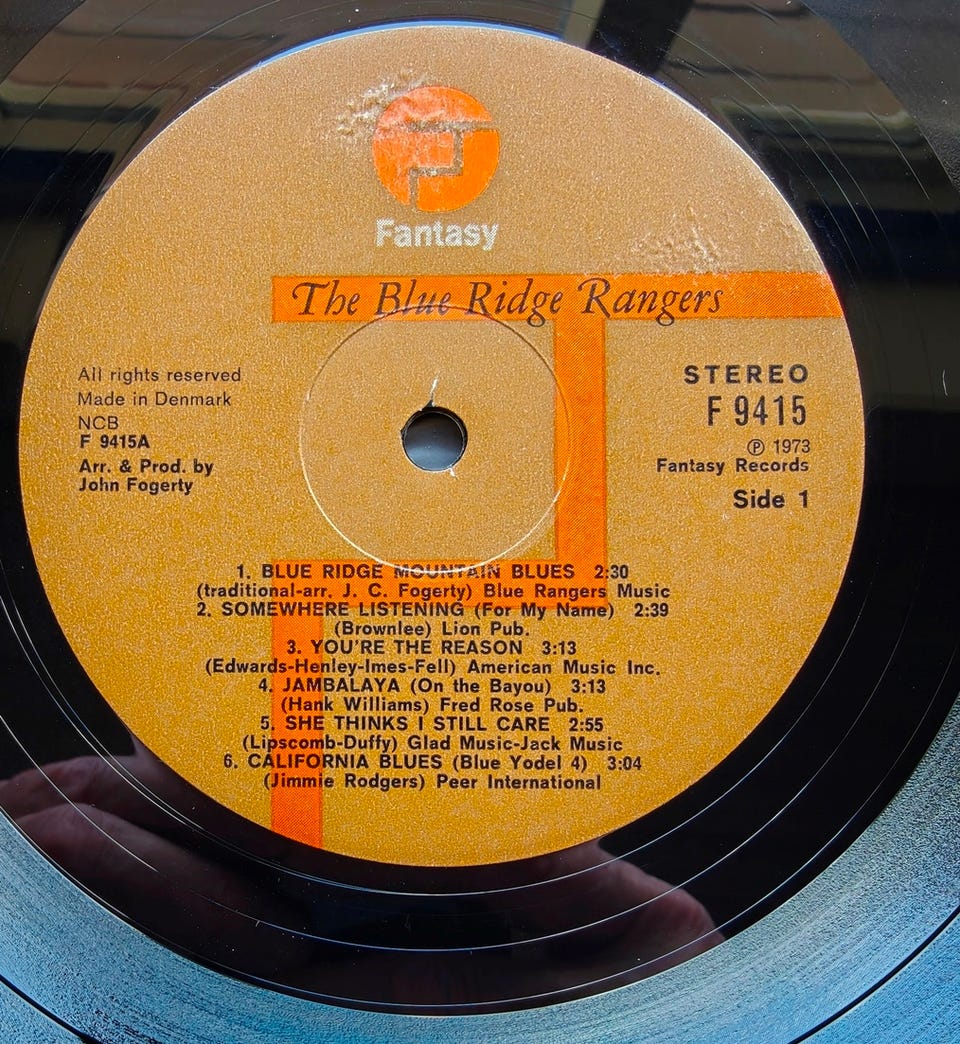 Fantasy
The Blue Ridge Rangers
All rights reserved
Made in Denmark
NCB
F 9415A
Arr. & Prod. by
John Fogerty
STEREO
F 9415
℗ 1973
Fantasy Records
Side 1
1. BLUE RIDGE MOUNTAIN BLUES 2:30
(traditional-arr. J. C. Fogerty) Blue Rangers Music
2. SOMEWHERE LISTENING (For My Name) 2:39
(Brownlee) Lion Pub.
3. YOU'RE THE REASON 3:13
(Edwards-Henley-Imes-Fell) American Music Inc.
4. JAMBALAYA (On the Bayou) 3:13
(Hank Williams) Fred Rose Pub.
5. SHE THINKS I STILL CARE 2:55
(Lipscomb-Duffy) Glad Music-Jack Music
6. CALIFORNIA BLUES (Blue Yodel 4) 3:04
(Jimmie Rodgers) Peer International